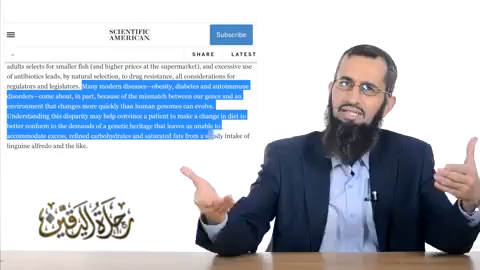 SCIENTIFIC
AMERICAN.
Subscribe
SHARE LATEST
adults selects for smaller fish (and higher prices at the supermarket), and excessive use
of antibiotics leads, by natural selection, to drug resistance, all considerations for
regulators and legislators. Many modern diseases—obesity, diabetes and autoimmune
disorders—come about, in part, because of the mismatch between our genes and an
environment that changes more quickly than human genomes can evolve.
Understanding this disparity may help convince a patient to make a change in diet to
better conform to the demands of a genetic heritage that leaves us unable to
accommodate excess, refined carbohydrates and saturated fats from a steady intake of
linguine alfredo and the like.
رحلة اليقين